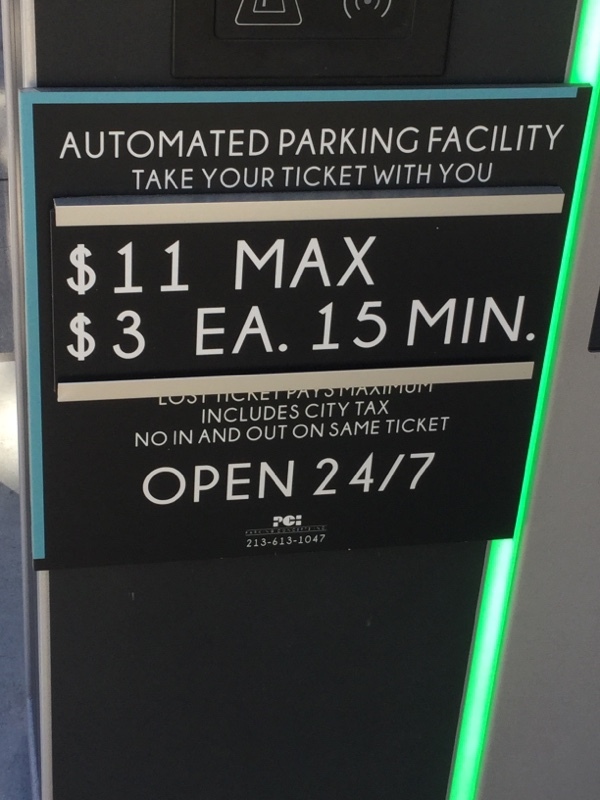 AUTOMATED PARKING FACILITY
TAKE YOUR TICKET WITH YOU
$11 MAX
$3 EA. 15 MIN.
LOST TICKET PAYS MAXIMUM
INCLUDES CITY TAX
NO IN AND OUT ON SAME TICKET
OPEN 24/7
PCI
213-613-1047